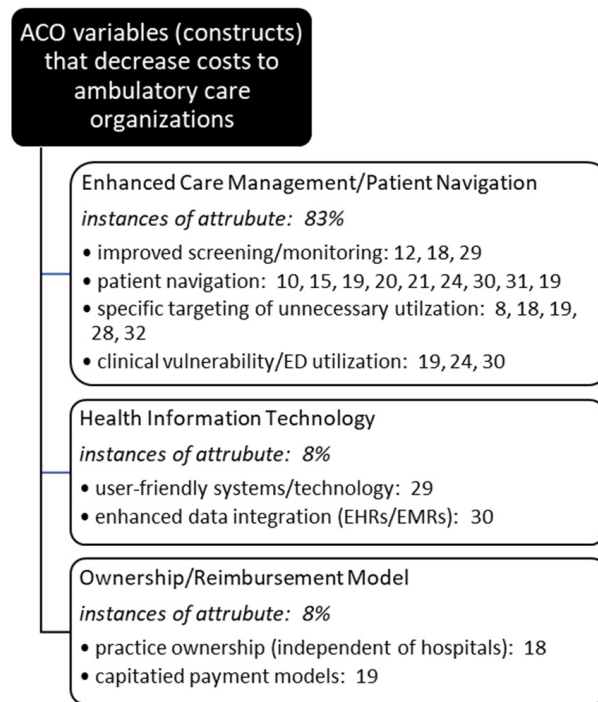 ACO variables (constructs)
that decrease costs to
ambulatory care
organizations
Enhanced Care Management/Patient Navigation
instances of attrubute: 83%
• improved screening/monitoring: 12, 18, 29
• patient navigation: 10, 15, 19, 20, 21, 24, 30, 31, 19
• specific targeting of unnecessary utilzation: 8, 18, 19,
28, 32
• clinical vulnerability/ED utilization: 19, 24, 30
Health Information Technology
instances of attrubute: 8%
• user-friendly systems/technology: 29
• enhanced data integration (EHRs/EMRs): 30
Ownership/Reimbursement Model
instances of attrubute: 8%
• practice ownership (independent of hospitals): 18
• capitatied payment models: 19